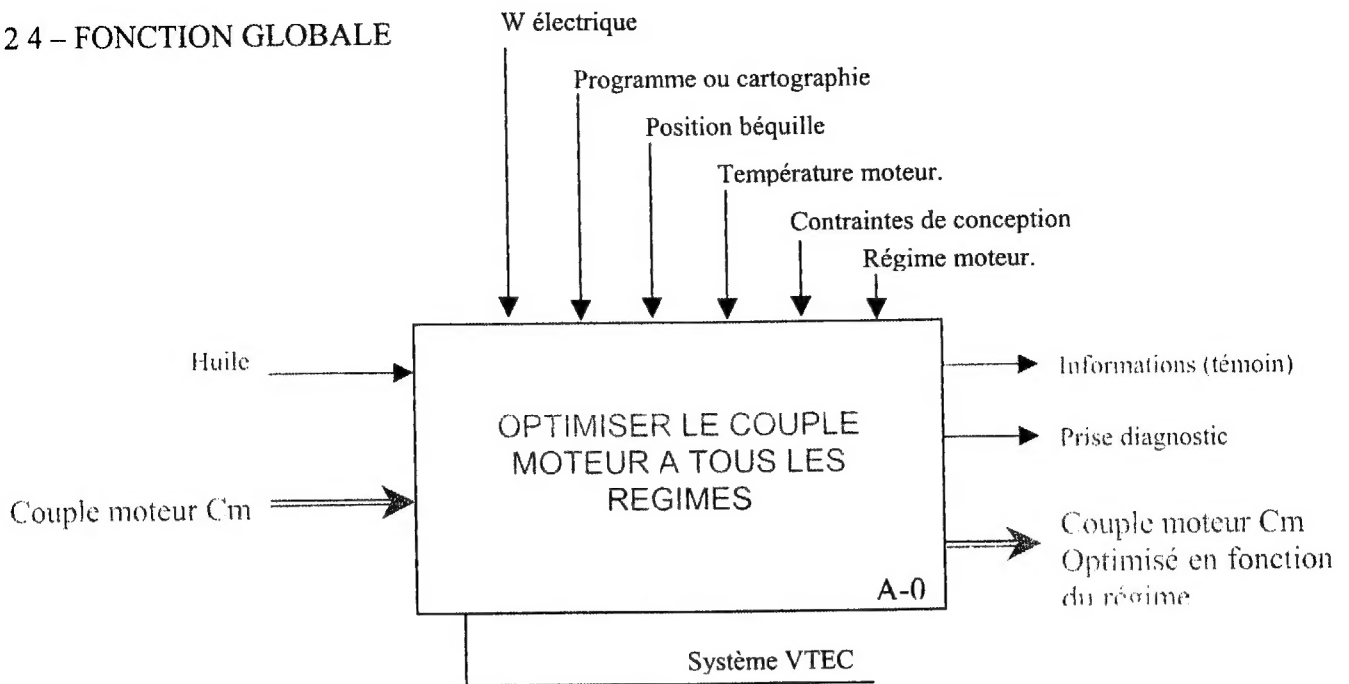 2 4 – FONCTION GLOBALE
W électrique
Programme ou cartographie
Position béquille
Température moteur.
Contraintes de conception
Régime moteur.
Huile
Informations (témoin)
OPTIMISER LE COUPLE
MOTEUR A TOUS LES
REGIMES
Prise diagnostic
Couple moteur Cm
Couple moteur Cm
Optimisé en fonction
du régime
A-0
Système VTEC